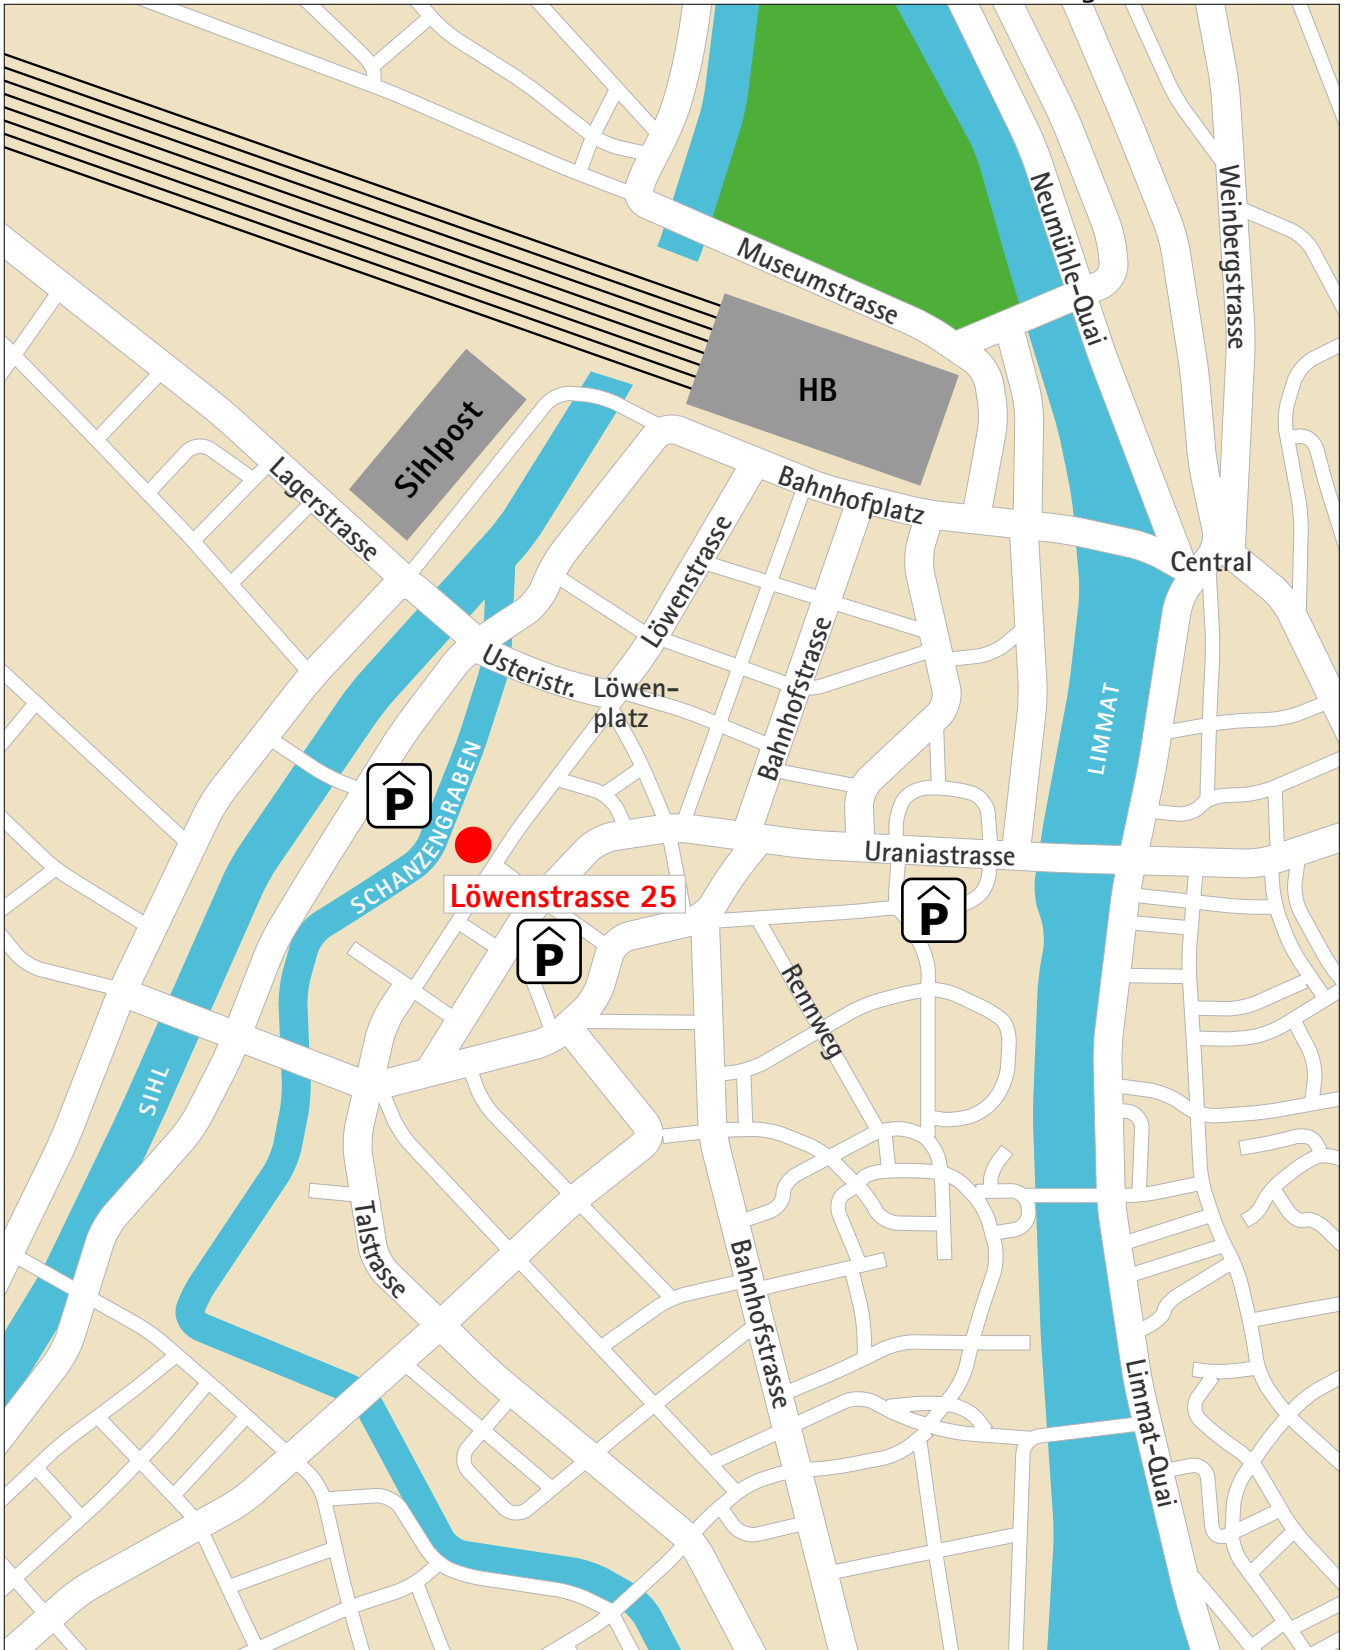 Neumühle-Quai
Weinbergstrasse
Museumstrasse
HB
Sihlpost
Lagerstrasse
Bahnhofplatz
Central
Löwenstrasse
Bahnhofstrasse
Usteristr.
Löwen-
platz
LIMMAT
SCHANZENGRABEN
P
Uraniastrasse
Löwenstrasse 25
P
P
Rennweg
SIHL
Talstrasse
Bahnhofstrasse
Limmat-Quai